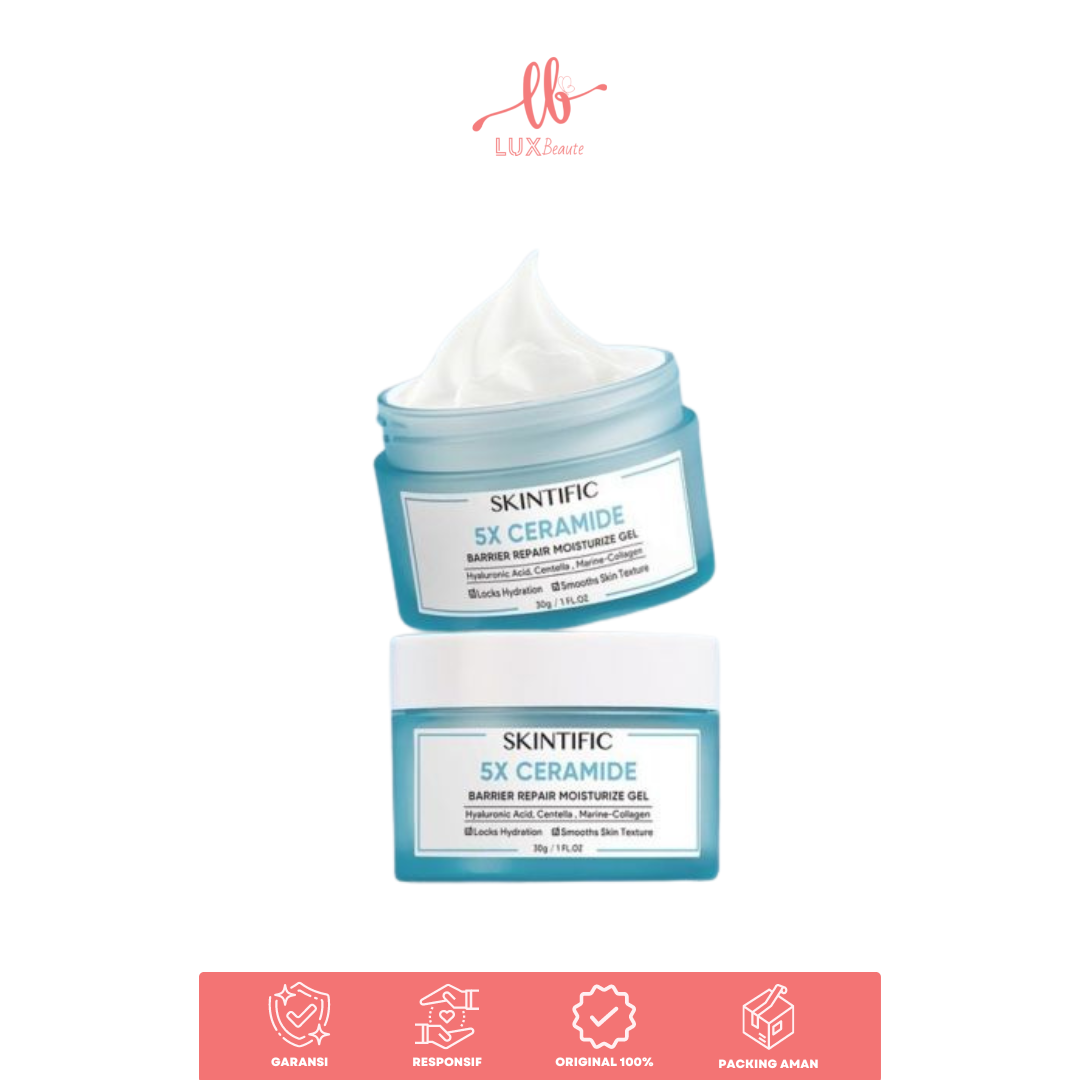 lb
LUX Beaute
SKINTIFIC
5X CERAMIDE
BARRIER REPAIR MOISTURIZE GEL
Hyaluronic Acid, Centella , Marine-Collagen
Locks Hydration Smooths Skin Texture
30g / 1 FL.OZ
SKINTIFIC
5X CERAMIDE
BARRIER REPAIR MOISTURIZE GEL
Hyaluronic Acid, Centella , Marine-Collagen
Locks Hydration Smooths Skin Texture
30g / 1 FL.OZ
GARANSI RESPONSIF ORIGINAL 100% PACKING AMAN